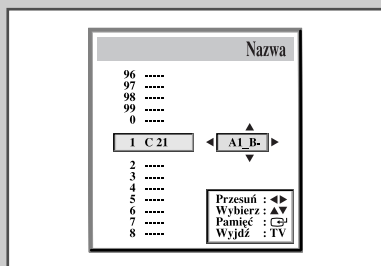 Nazwa
96 -----
97 -----
98 -----
99 -----
0 -----
1 C 21 ◀ A1_B- ▶
2 -----
3 -----
4 -----
5 -----
6 -----
7 -----
8 -----
Przesuń : ◀▶
Wybierz : ▲▼
Pamięć :
Wyjdź : TV